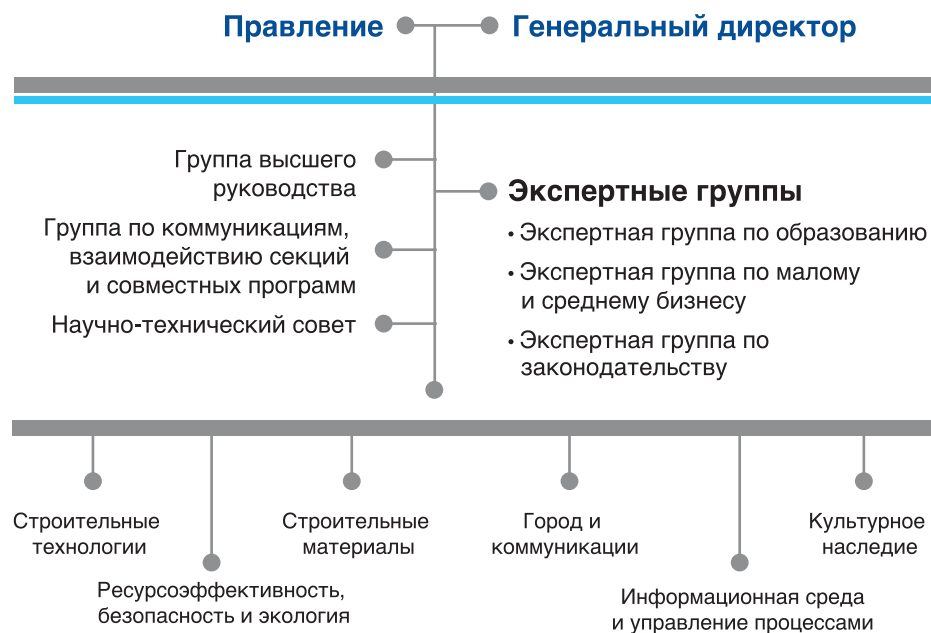 Правление
Генеральный директор
Группа высшего
руководства
Группа по коммуникациям,
взаимодействию секций
и совместных программ
Научно-технический совет
Экспертные группы
• Экспертная группа по образованию
• Экспертная группа по малому
и среднему бизнесу
• Экспертная группа по
законодательству
Строительные
технологии
Ресурсоэффективность,
безопасность и экология
Строительные
материалы
Город и
коммуникации
Информационная среда
и управление процессами
Культурное
наследие